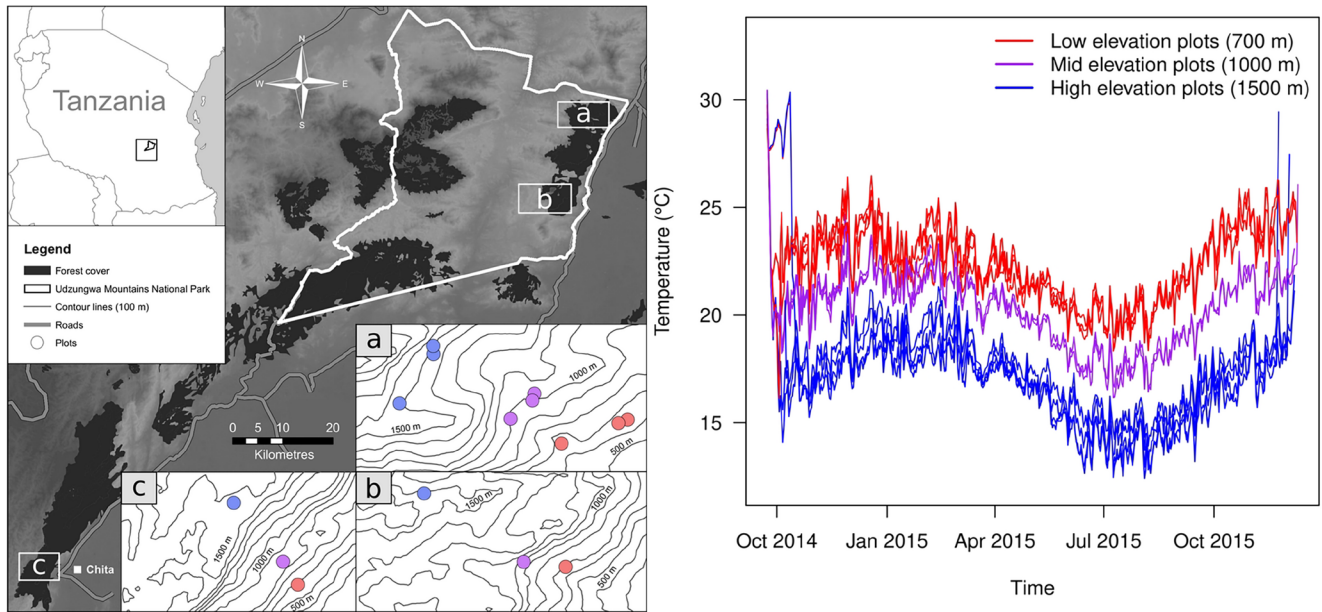 Tanzania
N
W
E
S
a
b
Legend
Forest cover
Udzungwa Mountains National Park
Contour lines (100 m)
Roads
Plots
a
1000 m
1500 m
500 m
0 5 10 20
Kilometres
c
1500 m
1000 m
500 m
b
1500 m
1000 m
500 m
c
Chita
Low elevation plots (700 m)
Mid elevation plots (1000 m)
High elevation plots (1500 m)
Temperature (°C)
30
25
20
15
Oct 2014 Jan 2015 Apr 2015 Jul 2015 Oct 2015
Time